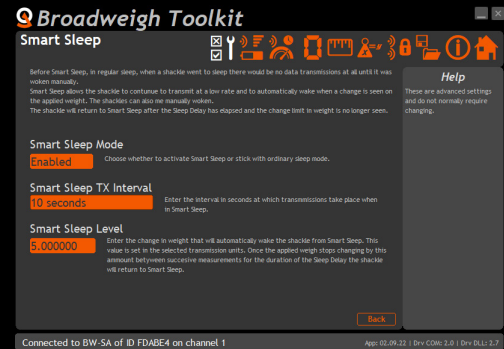 Broadweigh Toolkit
Smart Sleep
Before Smart Sleep, in regular sleep, when a shackle went to sleep there would be no data transmissions at all until it was
woken manually.
Smart Sleep allows the shackle to contunue to transmit at a low rate and to automatically wake when a change is seen on
the applied weight. The shackles can also me manually woken.
The shackle will return to Smart Sleep after the Sleep Delay has elapsed and the change limit in weight is no longer seen.
Help
These are advanced settings
and do not normally require
changing.
Smart Sleep Mode
Enabled
Choose whether to activate Smart Sleep or stick with ordinary sleep mode.
Smart Sleep TX Interval
10 seconds
Enter the interval in seconds at which transmmissions take place when
in Smart Sleep.
Smart Sleep Level
5.000000
Enter the change in weight that will automatically wake the shackle from Smart Sleep. This
value is set in the selected transmission units. Once the applied weigh stops changing by this
ammount betyween succesive measurements for the duration of the Sleep Delay the shackle
will return to Smart Sleep.
Back
Connected to BW-SA of ID FDABE4 on channel 1
App: 02.09.22 | Drv COM: 2.0 | Drv DLL: 2.7